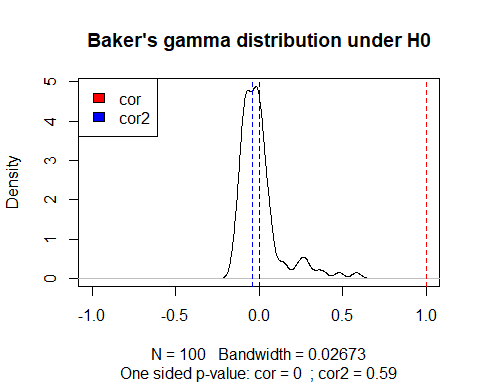 Baker's gamma distribution under H0
cor
cor2
Density
5
4
3
2
1
0
-1.0 -0.5 0.0 0.5 1.0
N = 100 Bandwidth = 0.02673
One sided p-value: cor = 0 ; cor2 = 0.59